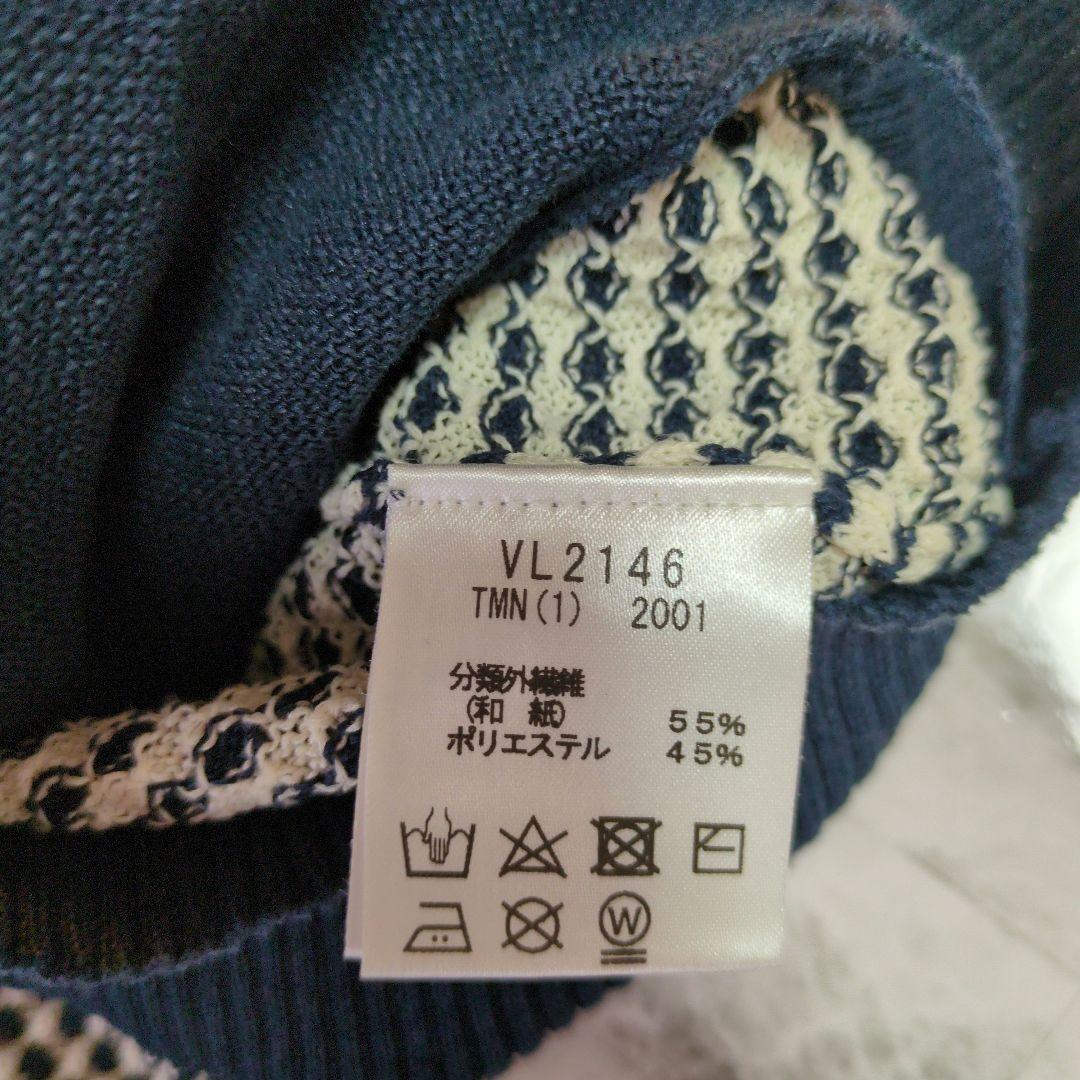 VL2146
TMN(1) 2001
分類外繊維
(和 紙) 55%
ポリエステル 45%
W